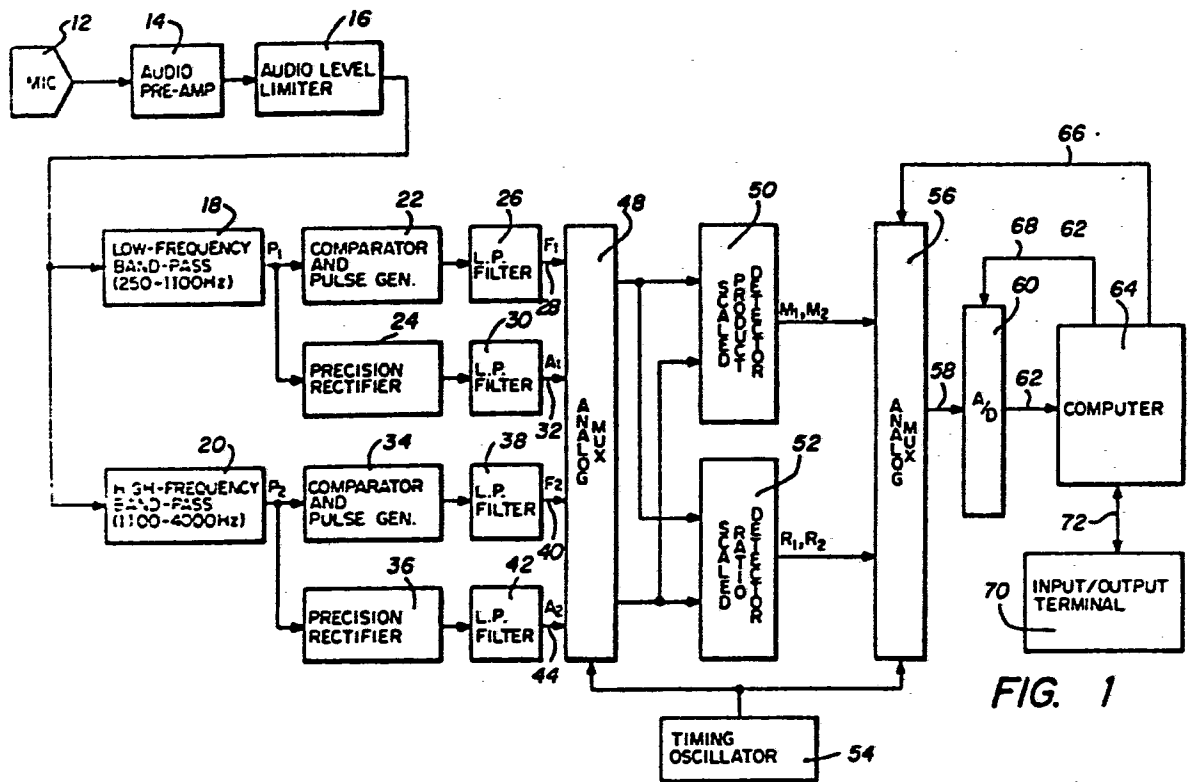 12
14
16
MIC
AUDIO
PRE-AMP
AUDIO LEVEL
LIMITER
66
18
22
26
48
50
56
68
62
60
64
LOW-FREQUENCY
BAND-PASS
(250-1100Hz)
P1
COMPARATOR
AND
PULSE GEN.
L.P.
FILTER
F1
28
24
30
PRECISION
RECTIFIER
L.P.
FILTER
A1
32
ANALOG
MUX
SCALED
PRODUCT
DETECTOR
M1, M2
ANALOG
MUX
58
A/D
62
COMPUTER
20
34
38
52
HIGH-FREQUENCY
BAND-PASS
(1100-4000Hz)
P2
COMPARATOR
AND
PULSE GEN.
L.P.
FILTER
F2
40
SCALED
RATIO
DETECTOR
R1, R2
72
36
42
PRECISION
RECTIFIER
L.P.
FILTER
A2
44
INPUT/OUTPUT
TERMINAL
70
FIG. 1
TIMING
OSCILLATOR
54